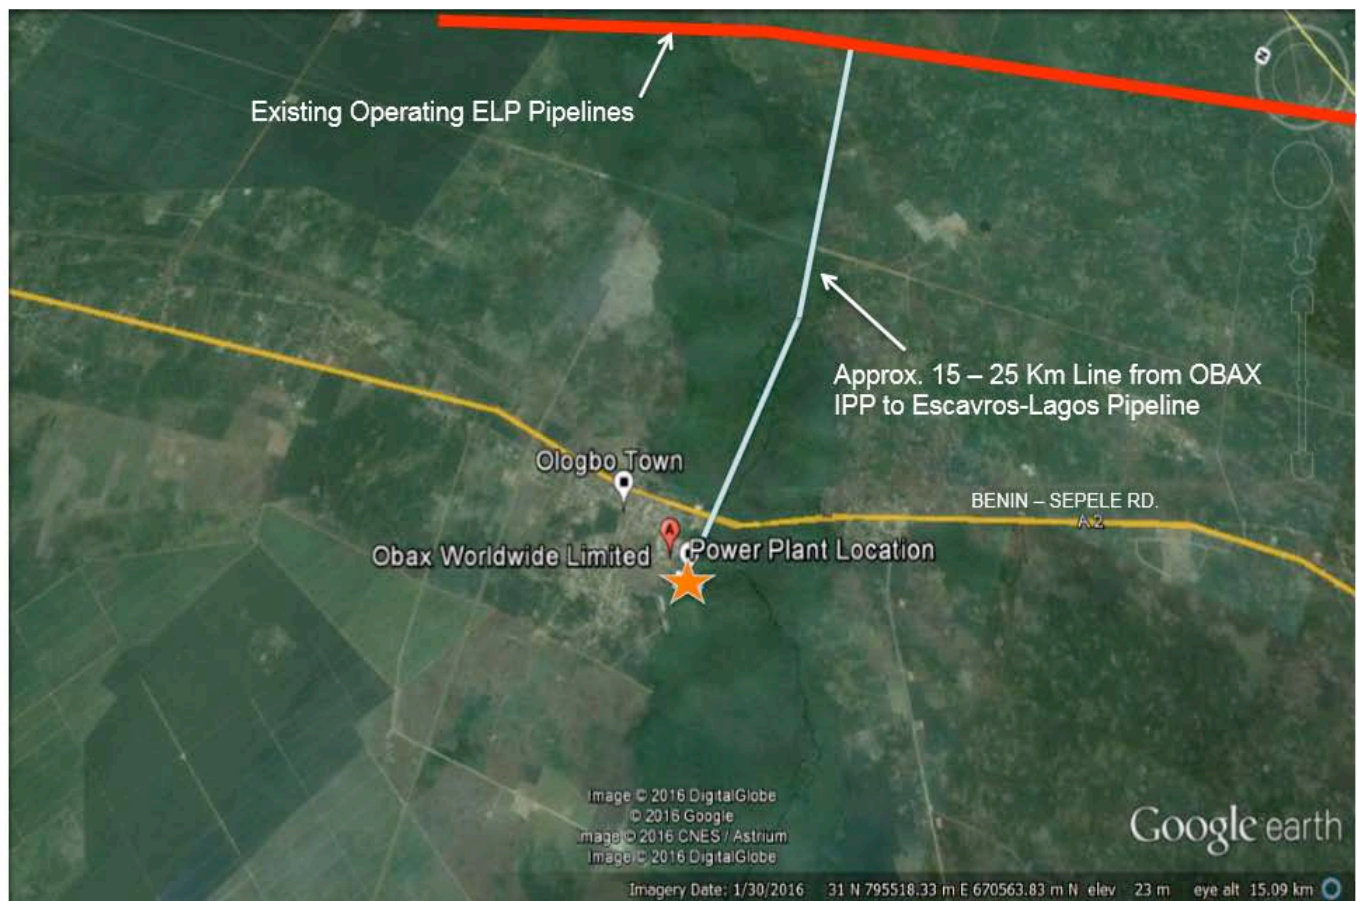 N
Existing Operating ELP Pipelines
Approx. 15 – 25 Km Line from OBAX
IPP to Escavros-Lagos Pipeline
Ologbo Town
BENIN – SEPELE RD.
A 2
A
Obax Worldwide Limited
Power Plant Location
Image © 2016 DigitalGlobe
© 2016 Google
Image © 2016 CNES / Astrium
Image © 2016 DigitalGlobe
Google earth
Imagery Date: 1/30/2016 31 N 795518.33 m E 670563.83 m N elev 23 m eye alt 15.09 km